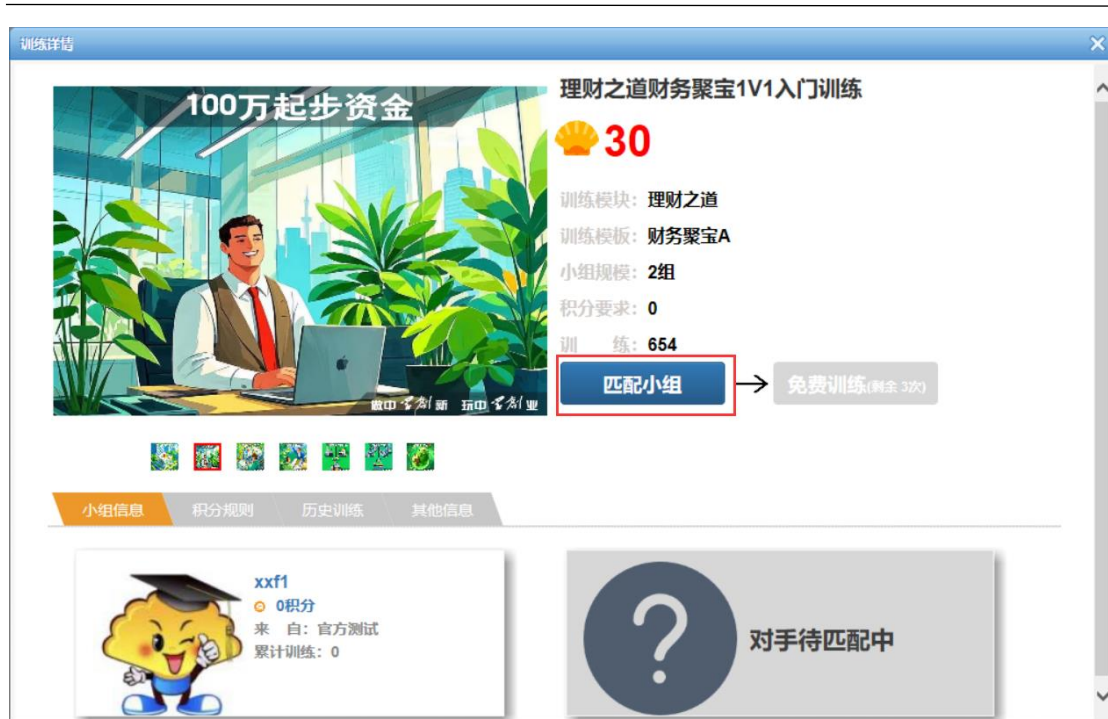 训练详情
100万起步资金
做中学创新 玩中学创业
理财之道财务聚宝1V1入门训练
30
训练模块：理财之道
训练模板：财务聚宝A
小组规模：2组
积分要求：0
训 练：654
匹配小组
免费训练(剩余 3次)
小组信息 积分规则 历史训练 其他信息
xxf1
0积分
来 自：官方测试
累计训练：0
?
对手待匹配中